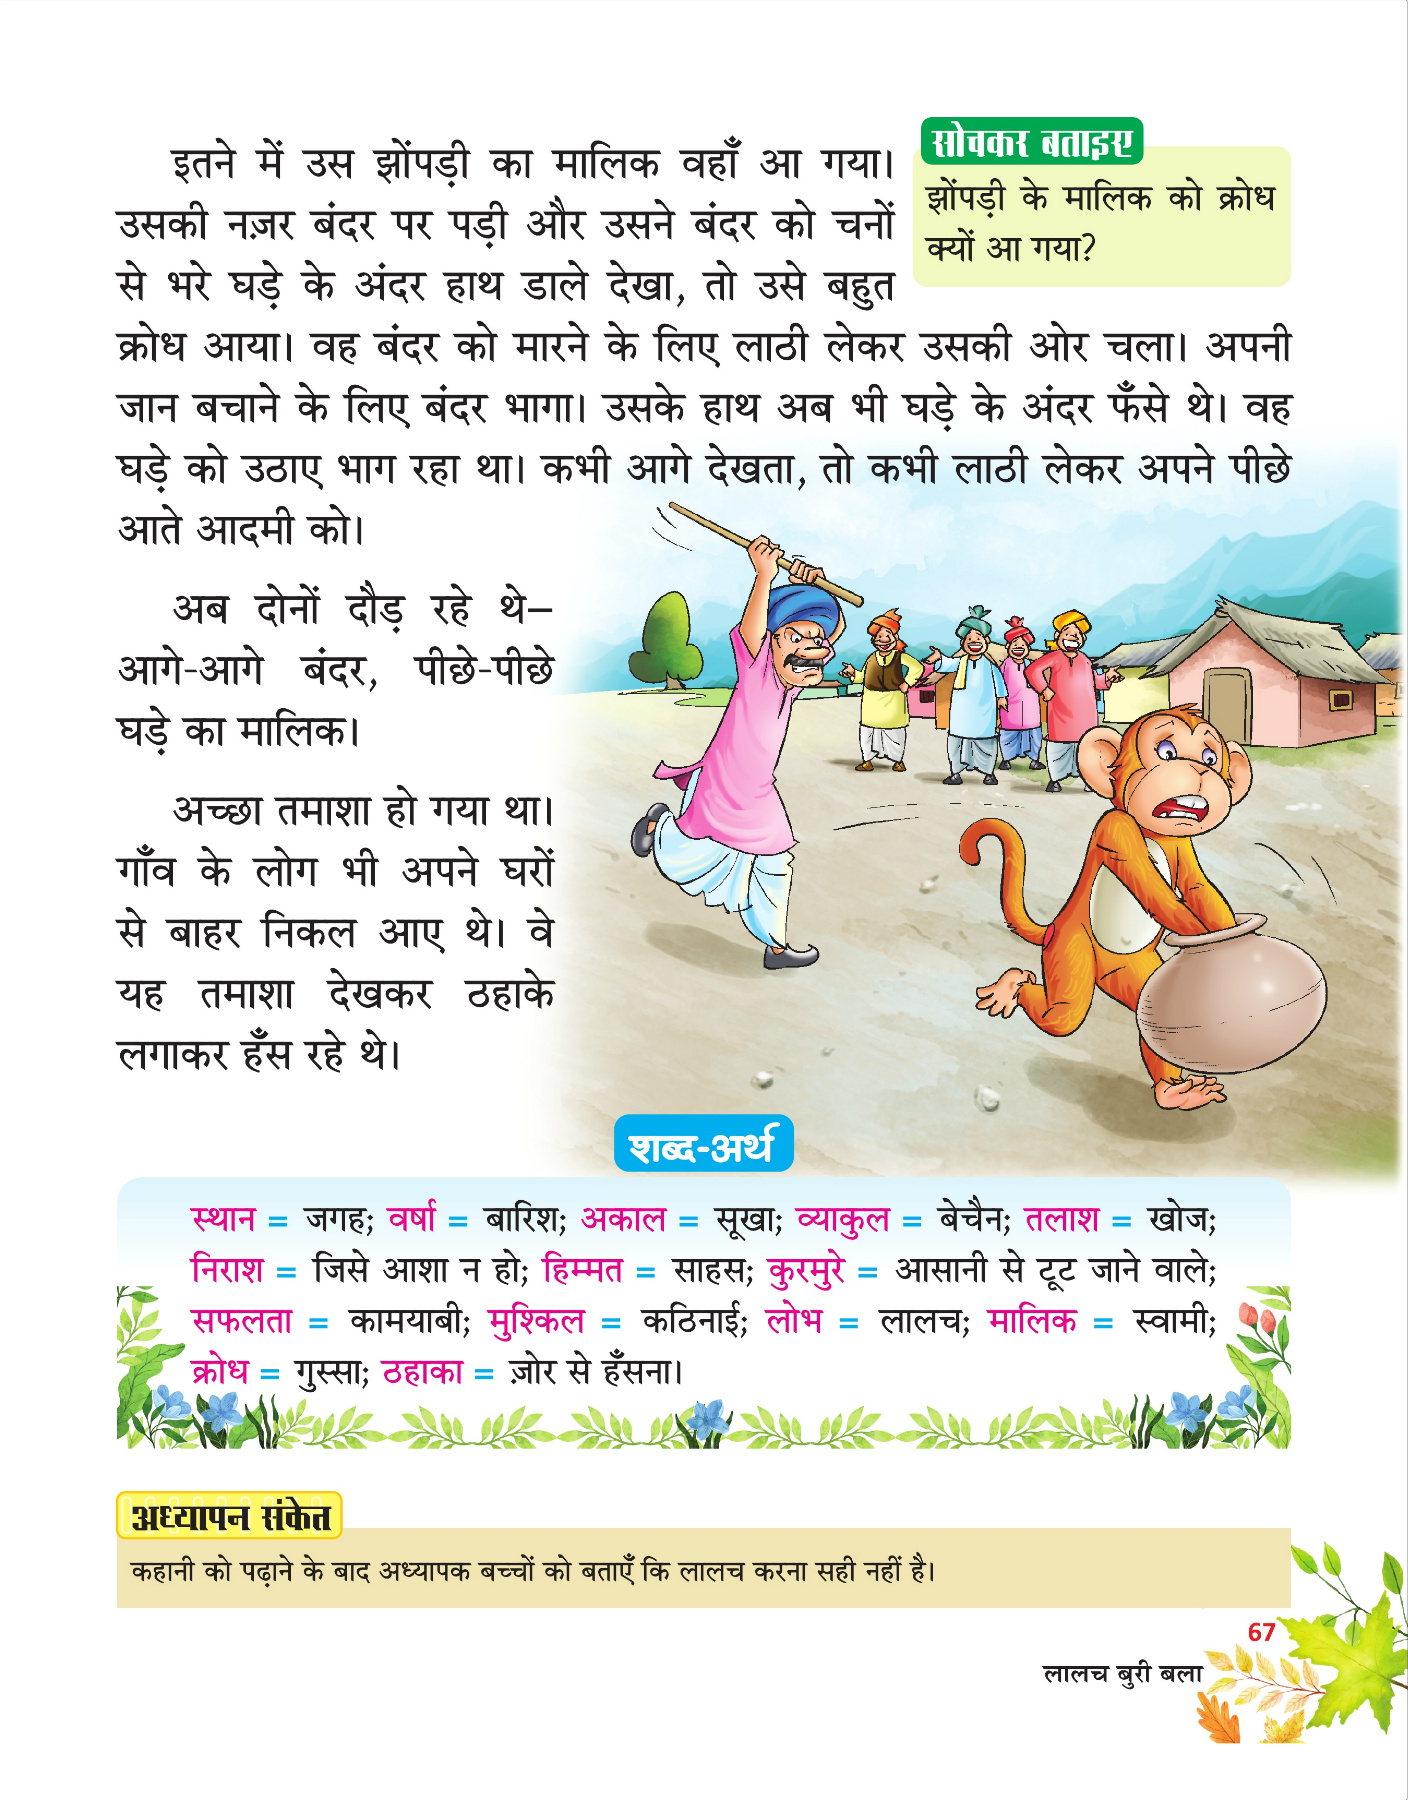 इतने में उस झोंपड़ी का मालिक वहाँ आ गया।
उसकी नज़र बंदर पर पड़ी और उसने बंदर को चनों
से भरे घड़े के अंदर हाथ डाले देखा, तो उसे बहुत
सोचकर बताइए
झोंपड़ी के मालिक को क्रोध
क्यों आ गया?
क्रोध आया। वह बंदर को मारने के लिए लाठी लेकर उसकी ओर चला। अपनी
जान बचाने के लिए बंदर भागा। उसके हाथ अब भी घड़े के अंदर फँसे थे। वह
घड़े को उठाए भाग रहा था। कभी आगे देखता, तो कभी लाठी लेकर अपने पीछे
आते आदमी को।
अब दोनों दौड़ रहे थे–
आगे-आगे बंदर, पीछे-पीछे
घड़े का मालिक।
अच्छा तमाशा हो गया था।
गाँव के लोग भी अपने घरों
से बाहर निकल आए थे। वे
यह तमाशा देखकर ठहाके
लगाकर हँस रहे थे।
शब्द-अर्थ
स्थान = जगह; वर्षा = बारिश; अकाल = सूखा; व्याकुल = बेचैन; तलाश = खोज;
निराश = जिसे आशा न हो; हिम्मत = साहस; कुरमुरे = आसानी से टूट जाने वाले;
सफलता = कामयाबी; मुश्किल = कठिनाई; लोभ = लालच; मालिक = स्वामी;
क्रोध = गुस्सा; ठहाका = ज़ोर से हँसना।
अध्यापन संकेत
कहानी को पढ़ाने के बाद अध्यापक बच्चों को बताएँ कि लालच करना सही नहीं है।
67
लालच बुरी बला